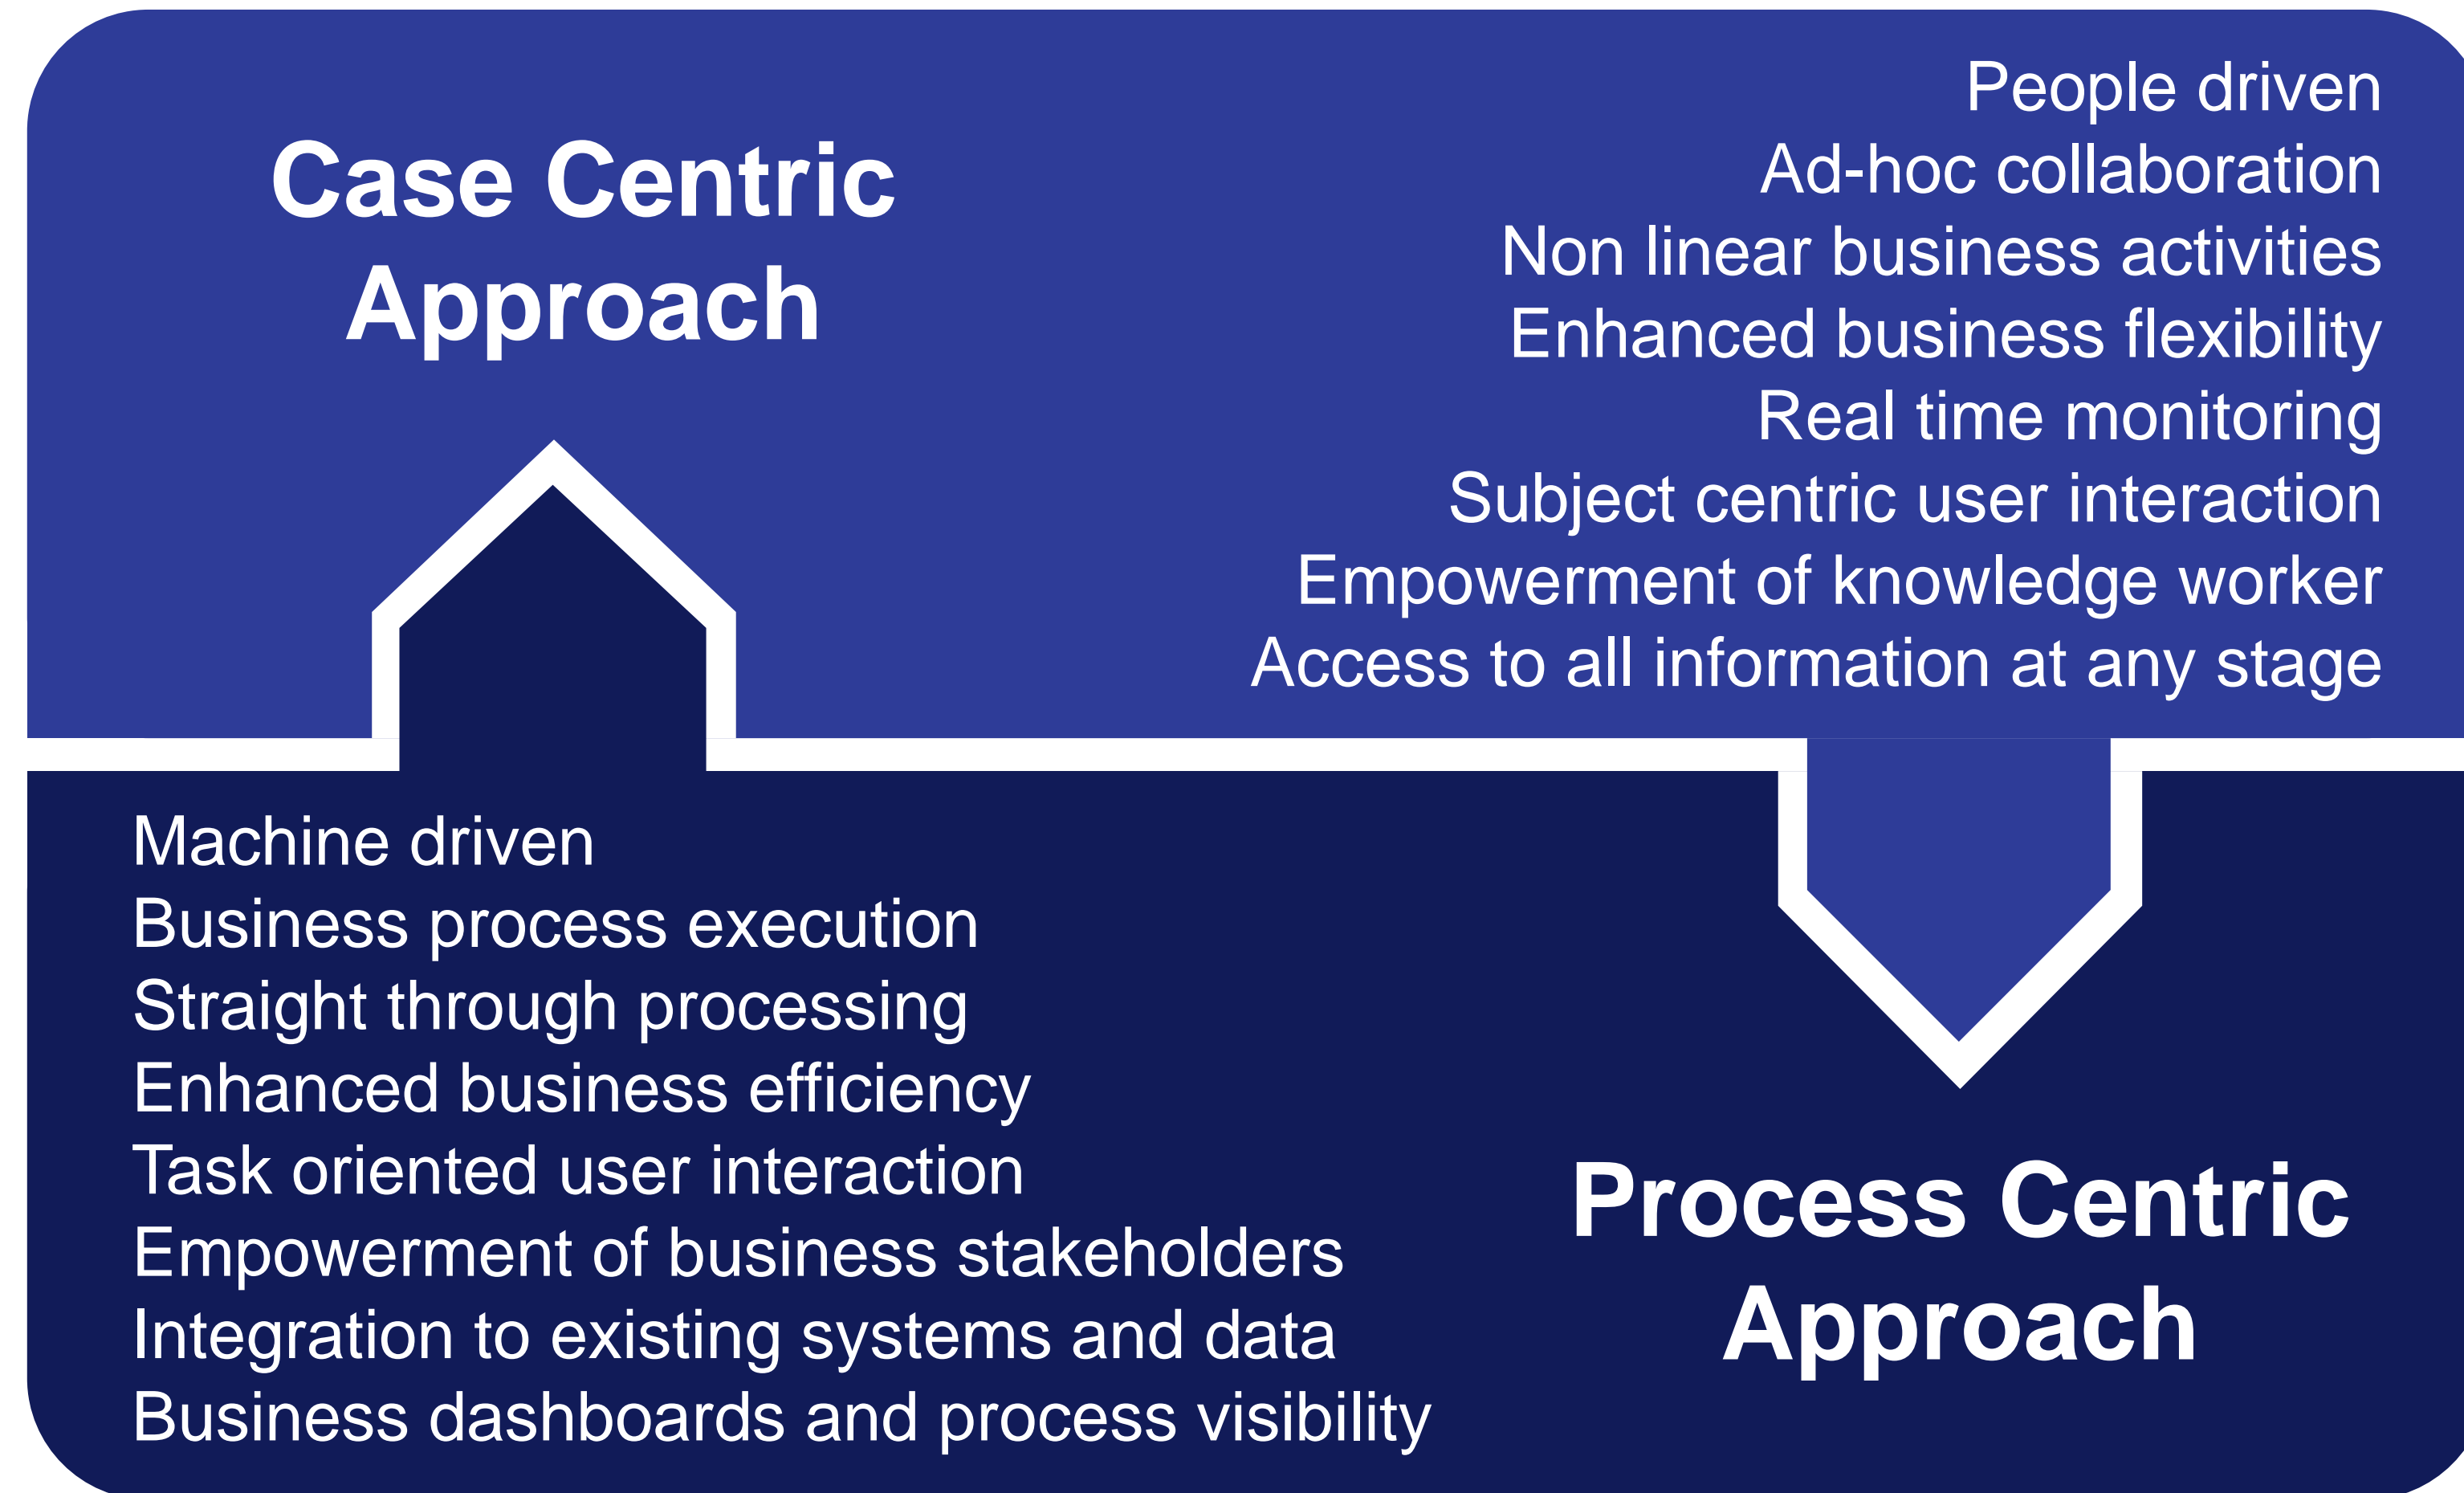 Case Centric
Approach
People driven
Ad-hoc collaboration
Non linear business activities
Enhanced business flexibility
Real time monitoring
Subject centric user interaction
Empowerment of knowledge worker
Access to all information at any stage
Machine driven
Business process execution
Straight through processing
Enhanced business efficiency
Task oriented user interaction
Empowerment of business stakeholders
Integration to existing systems and data
Business dashboards and process visibility
Process Centric
Approach